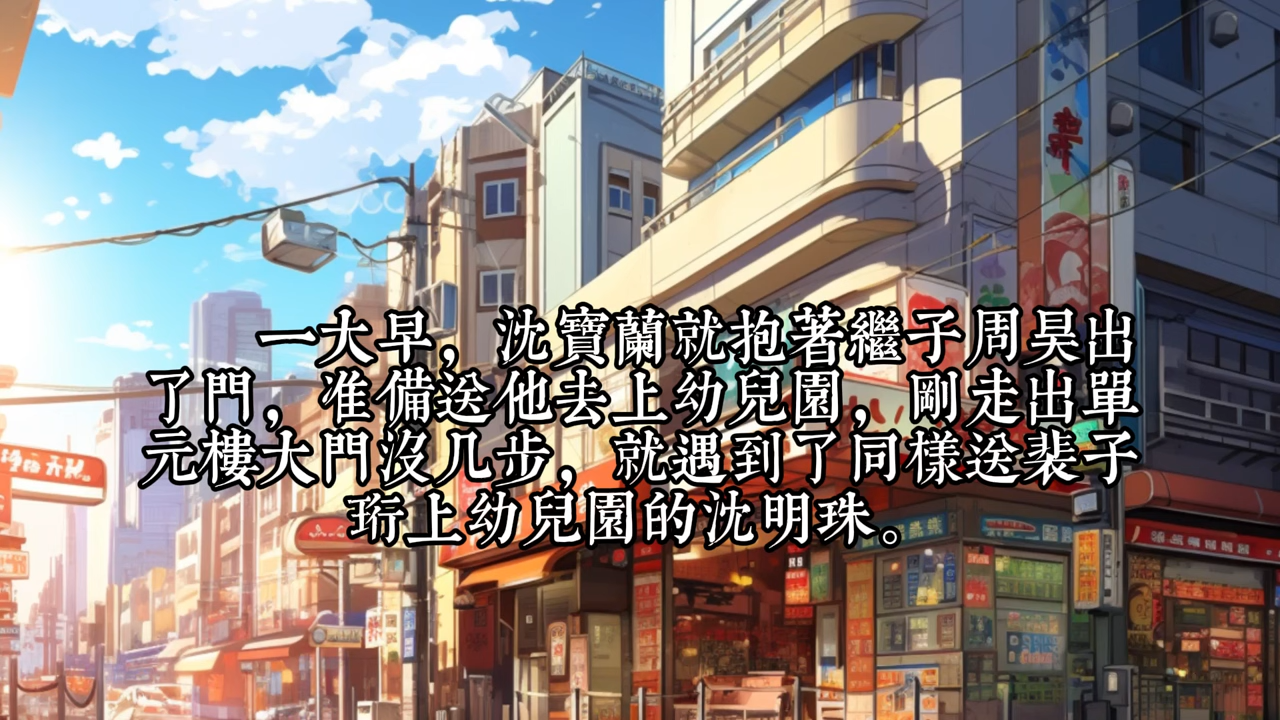 一大早，沈寶蘭就抱著繼子周昊出
了門，准備送他去上幼兒園，剛走出單
元樓大門沒几步，就遇到了同樣送裴子
珩上幼兒園的沈明珠。